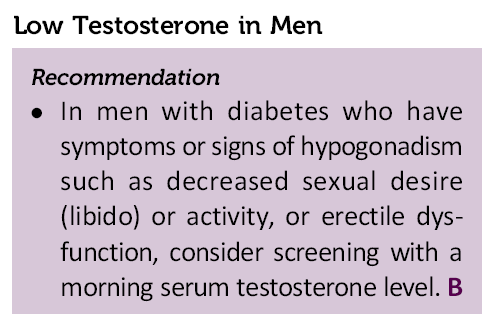 Low Testosterone in Men
Recommendation
• In men with diabetes who have
symptoms or signs of hypogonadism
such as decreased sexual desire
(libido) or activity, or erectile dys-
function, consider screening with a
morning serum testosterone level. B